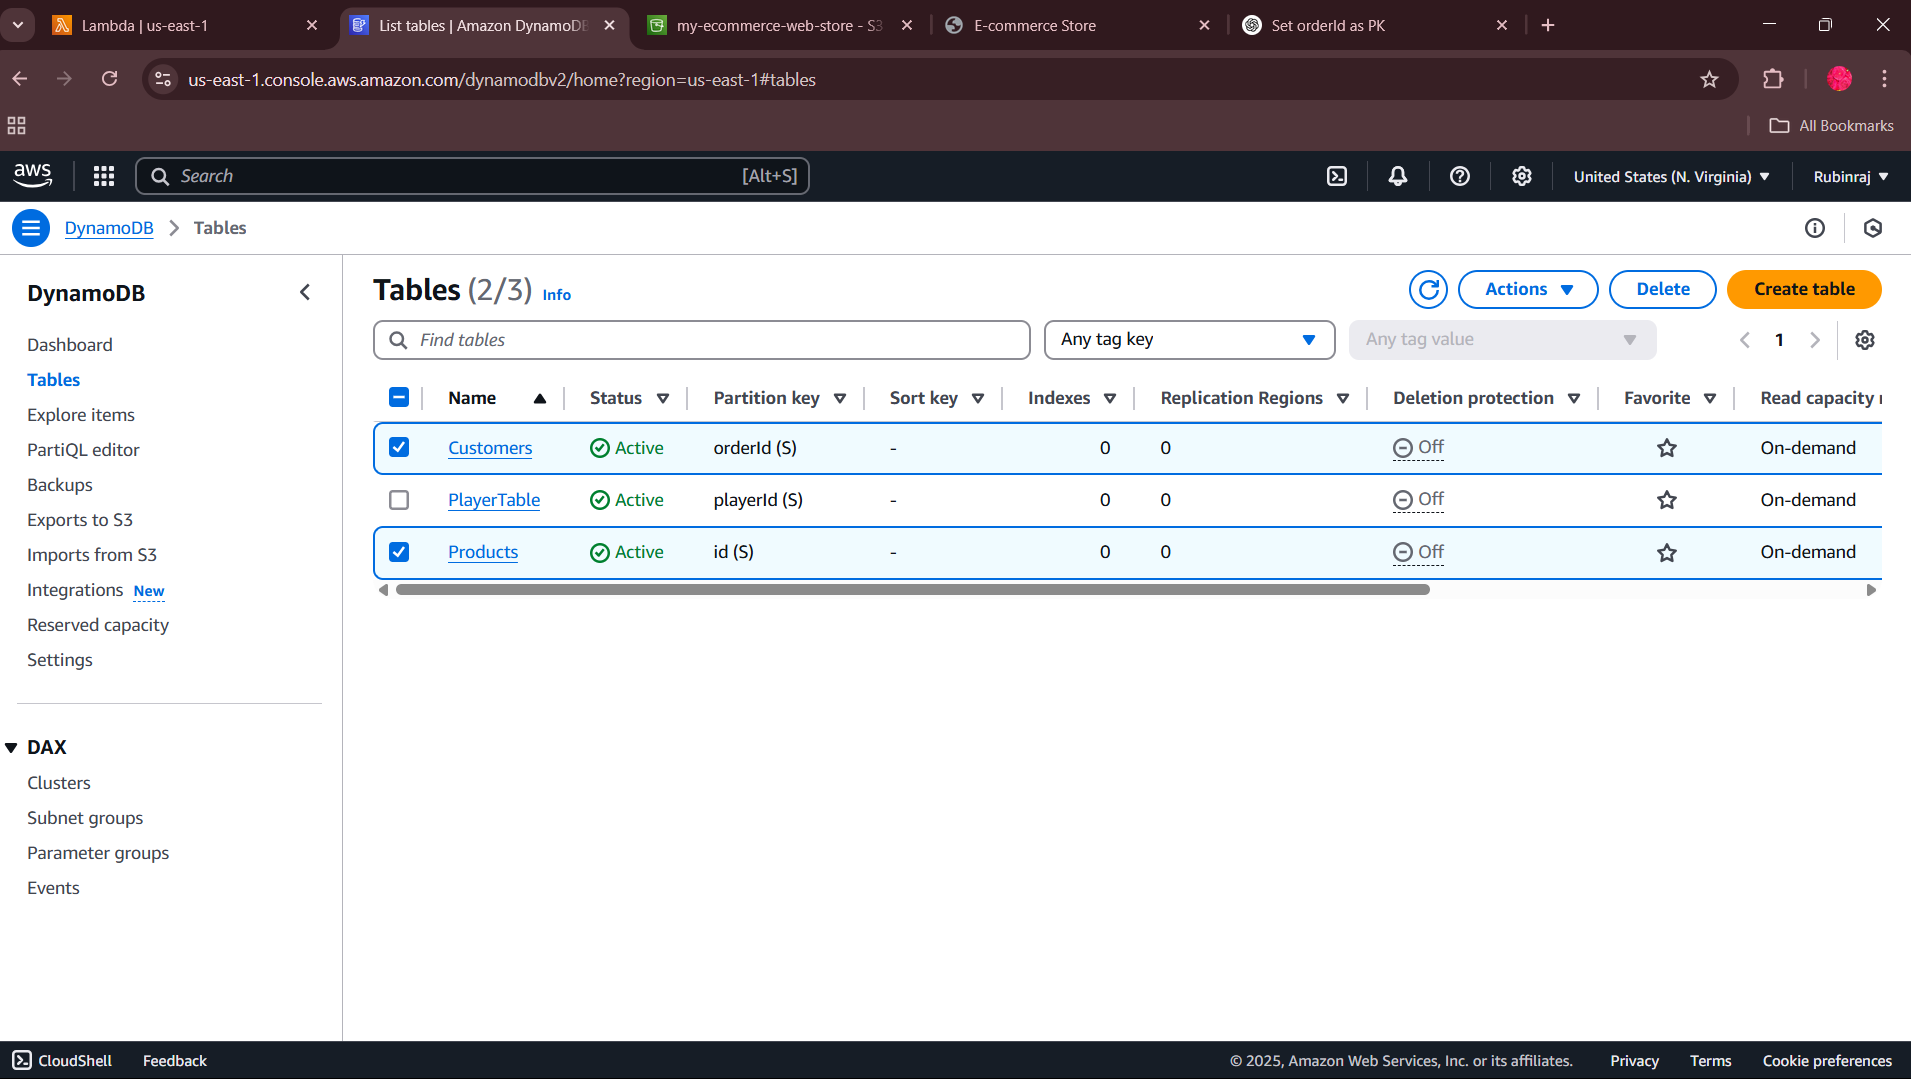 Lambda | us-east-1
List tables | Amazon DynamoDB
my-ecommerce-web-store - S3
E-commerce Store
Set orderId as PK
us-east-1.console.aws.amazon.com/dynamodbv2/home?region=us-east-1#tables
All Bookmarks
aws
Search
[Alt+S]
United States (N. Virginia)
Rubinraj
DynamoDB
Tables
DynamoDB
Dashboard
Tables
Explore items
PartiQL editor
Backups
Exports to S3
Imports from S3
Integrations New
Reserved capacity
Settings
DAX
Clusters
Subnet groups
Parameter groups
Events
Tables (2/3) Info
Actions
Delete
Create table
Find tables
Any tag key
Any tag value
1
Name Status Partition key Sort key Indexes Replication Regions Deletion protection Favorite Read capacity
Customers Active orderId (S) - 0 0 Off On-demand
PlayerTable Active playerId (S) - 0 0 Off On-demand
Products Active id (S) - 0 0 Off On-demand
CloudShell
Feedback
© 2025, Amazon Web Services, Inc. or its affiliates.
Privacy
Terms
Cookie preferences